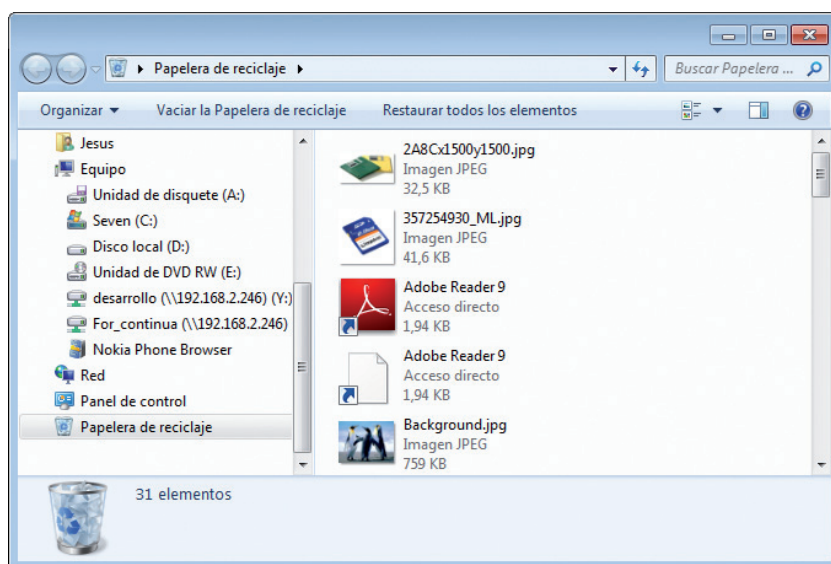 Papelera de reciclaje
Buscar Papelera ...
Organizar
Vaciar la Papelera de reciclaje
Restaurar todos los elementos
Jesus
Equipo
Unidad de disquete (A:)
Seven (C:)
Disco local (D:)
Unidad de DVD RW (E:)
desarrollo (\\192.168.2.246) (Y:)
For_continua (\\192.168.2.246)
Nokia Phone Browser
Red
Panel de control
Papelera de reciclaje
2A8Cx1500y1500.jpg
Imagen JPEG
32,5 KB
357254930_ML.jpg
Imagen JPEG
41,6 KB
Adobe Reader 9
Acceso directo
1,94 KB
Adobe Reader 9
Acceso directo
1,94 KB
Background.jpg
Imagen JPEG
759 KB
31 elementos